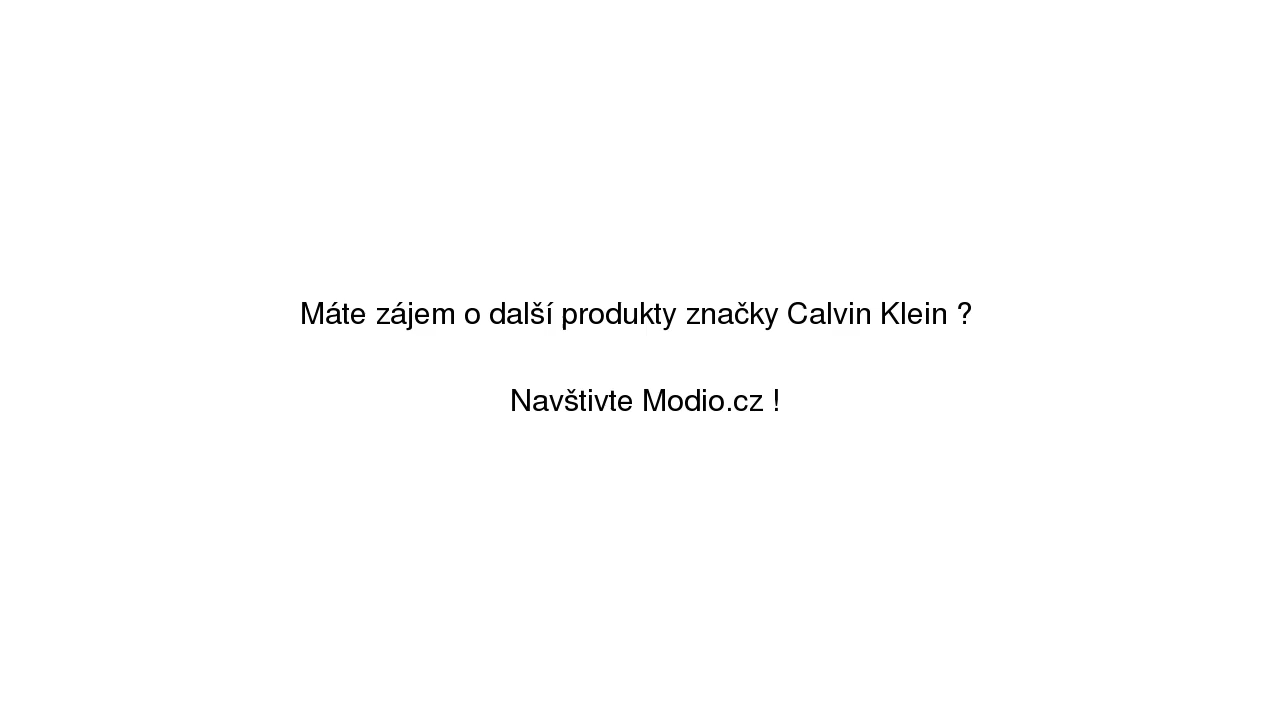 Máte zájem o další produkty značky Calvin Klein ?
Navštivte Modio.cz !